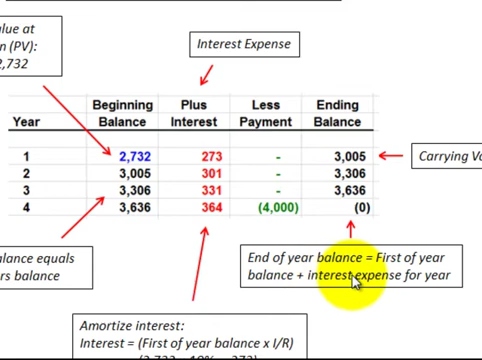 alue at
n (PV):
2,732
Interest Expense
Beginning Plus Less Ending
Year Balance Interest Payment Balance
1 2,732 273 - 3,005
2 3,005 301 - 3,306
3 3,306 331 - 3,636
4 3,636 364 (4,000) (0)
Carrying Va
alance equals
rs balance
End of year balance = First of year
balance + interest expense for year
Amortize interest:
Interest = (First of year balance x I/R)